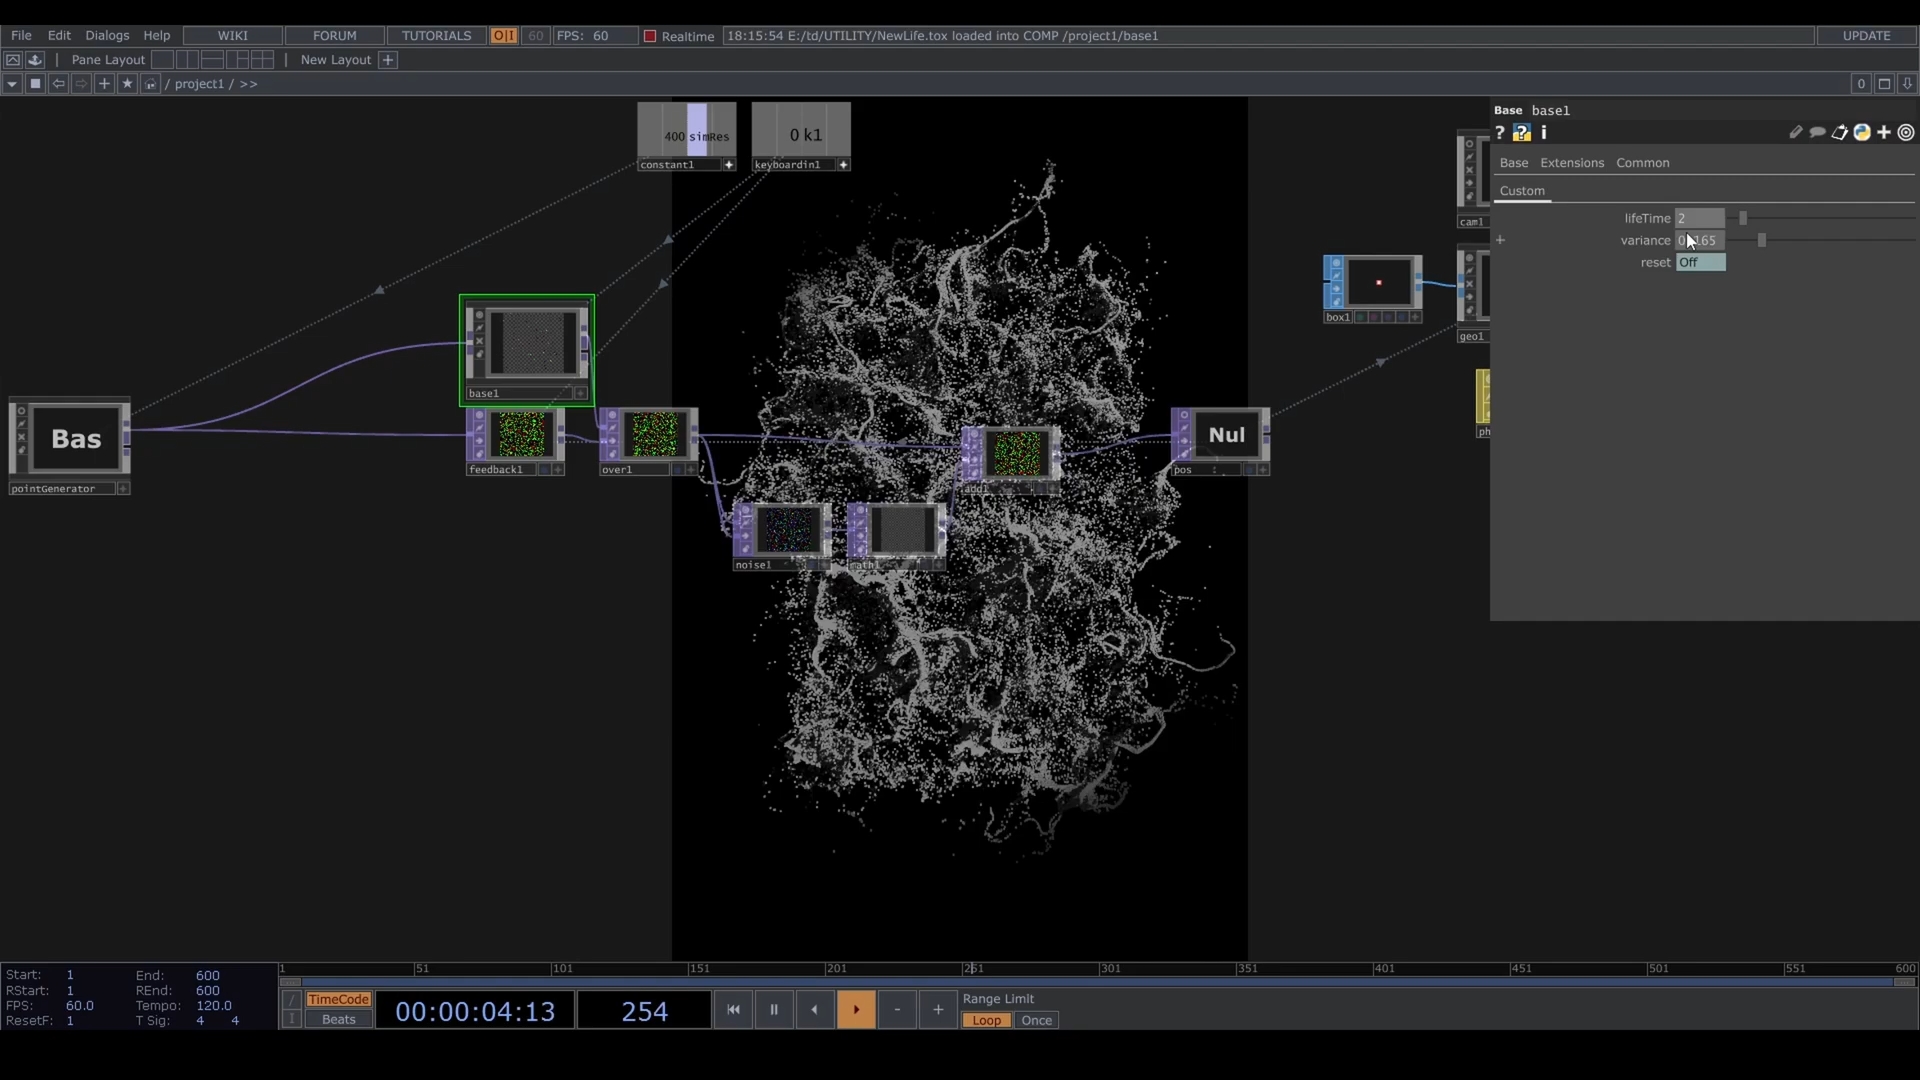 File Edit Dialogs Help WIKI FORUM TUTORIALS O|I 60 FPS: 60 Realtime 18:15:54 E:/td/UTILITY/NewLife.tox loaded into COMP /project1/base1 UPDATE
Pane Layout New Layout +
/ project1 / >> 0
Base base1
? ? i
Base Extensions Common
Custom
lifeTime 2
variance
reset Off
400 simRes 0 k1
constant1 keyboardin1
cam1
box1 geo1
base1
Bas
pointGenerator
feedback1 over1
add1
Nul
pos
noise1 math1
ph
Start: 1 End: 600
RStart: 1 REnd: 600
FPS: 60.0 Tempo: 120.0
ResetF: 1 T Sig: 4 4
1 51 101 151 201 251 301 351 401 451 501 551 600
TimeCode
Beats
00:00:04:13 254
- +
Range Limit
Loop Once